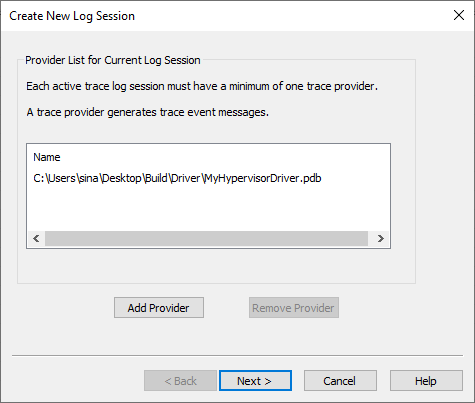 Create New Log Session
Provider List for Current Log Session
Each active trace log session must have a minimum of one trace provider.
A trace provider generates trace event messages.
Name
C:\Users\sina\Desktop\Build\Driver\MyHypervisorDriver.pdb
Add Provider
Remove Provider
< Back
Next >
Cancel
Help